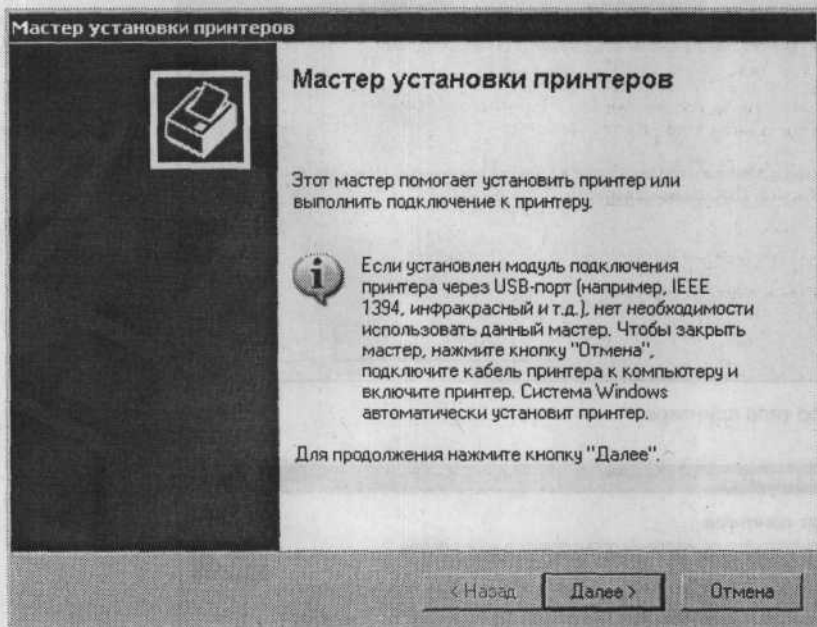 Мастер установки принтеров
Мастер установки принтеров
Этот мастер помогает установить принтер или
выполнить подключение к принтеру.
Если установлен модуль подключения
принтера через USB-порт (например, IEEE
1394, инфракрасный и т.д.), нет необходимости
использовать данный мастер. Чтобы закрыть
мастер, нажмите кнопку "Отмена",
подключите кабель принтера к компьютеру и
включите принтер. Система Windows
автоматически установит принтер.
Для продолжения нажмите кнопку "Далее".
< Назад Далее > Отмена